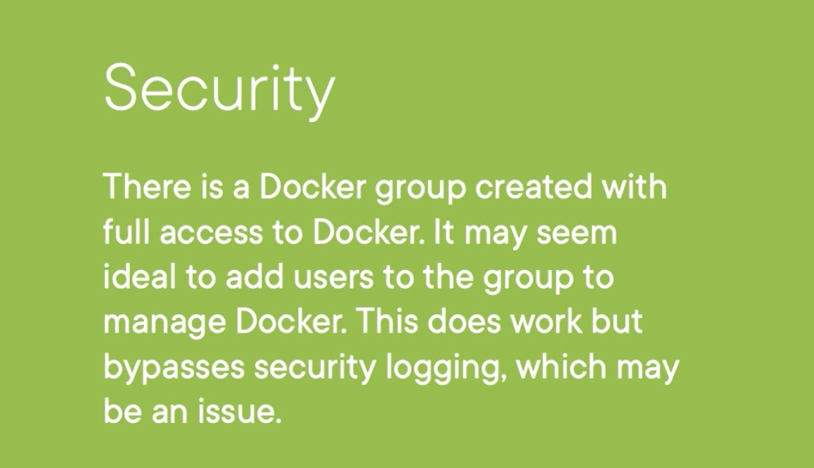 Security
There is a Docker group created with
full access to Docker. It may seem
ideal to add users to the group to
manage Docker. This does work but
bypasses security logging, which may
be an issue.